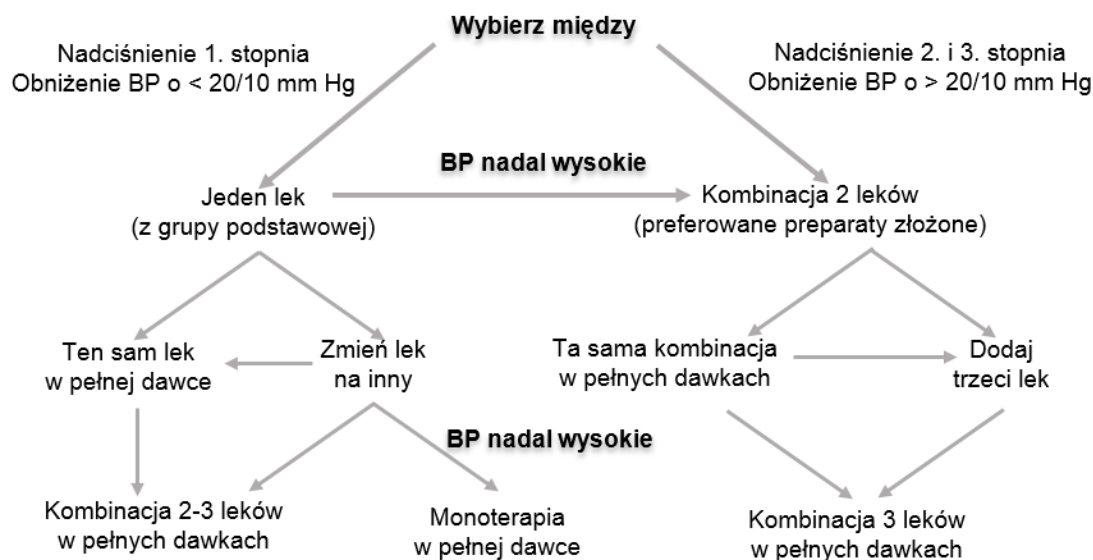 Wybierz między
Nadciśnienie 1. stopnia
Obniżenie BP o < 20/10 mm Hg
Nadciśnienie 2. i 3. stopnia
Obniżenie BP o > 20/10 mm Hg
BP nadal wysokie
Jeden lek
(z grupy podstawowej)
Kombinacja 2 leków
(preferowane preparaty złożone)
Ten sam lek
w pełnej dawce
Zmień lek
na inny
Ta sama kombinacja
w pełnych dawkach
Dodaj
trzeci lek
BP nadal wysokie
Kombinacja 2-3 leków
w pełnych dawkach
Monoterapia
w pełnej dawce
Kombinacja 3 leków
w pełnych dawkach